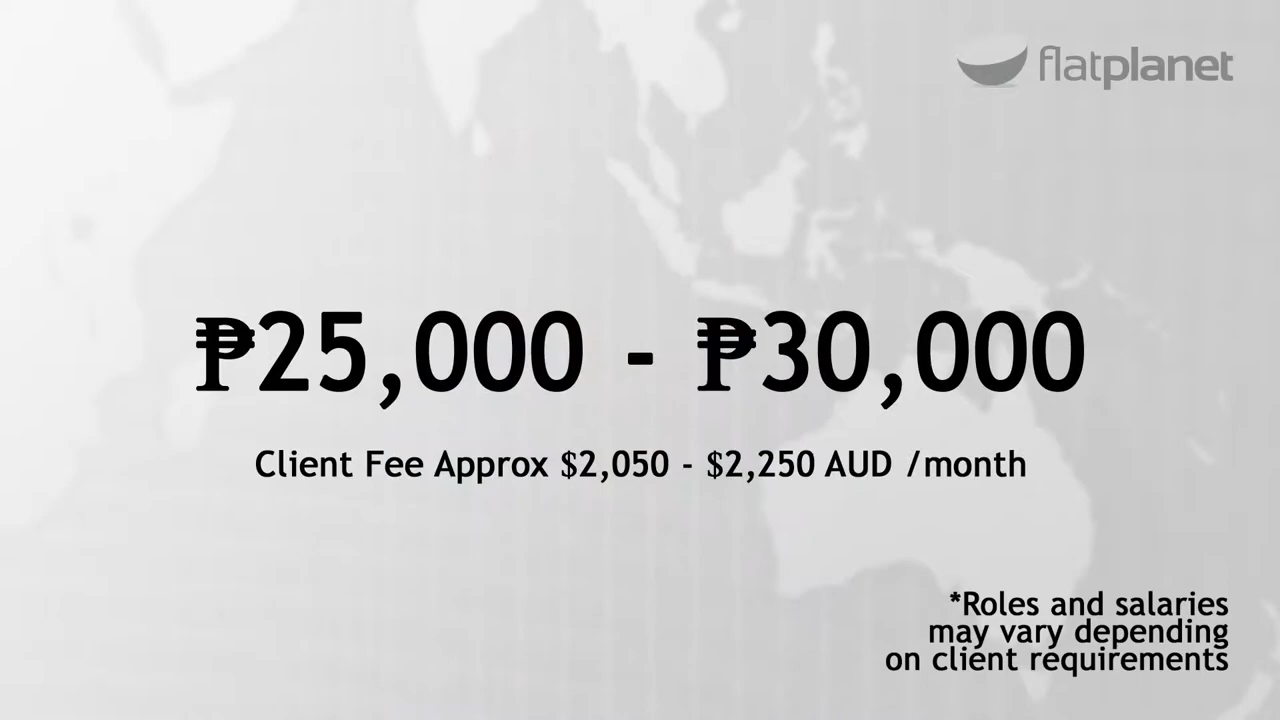 flatplanet
₱25,000 - ₱30,000
Client Fee Approx $2,050 - $2,250 AUD /month
*Roles and salaries
may vary depending
on client requirements